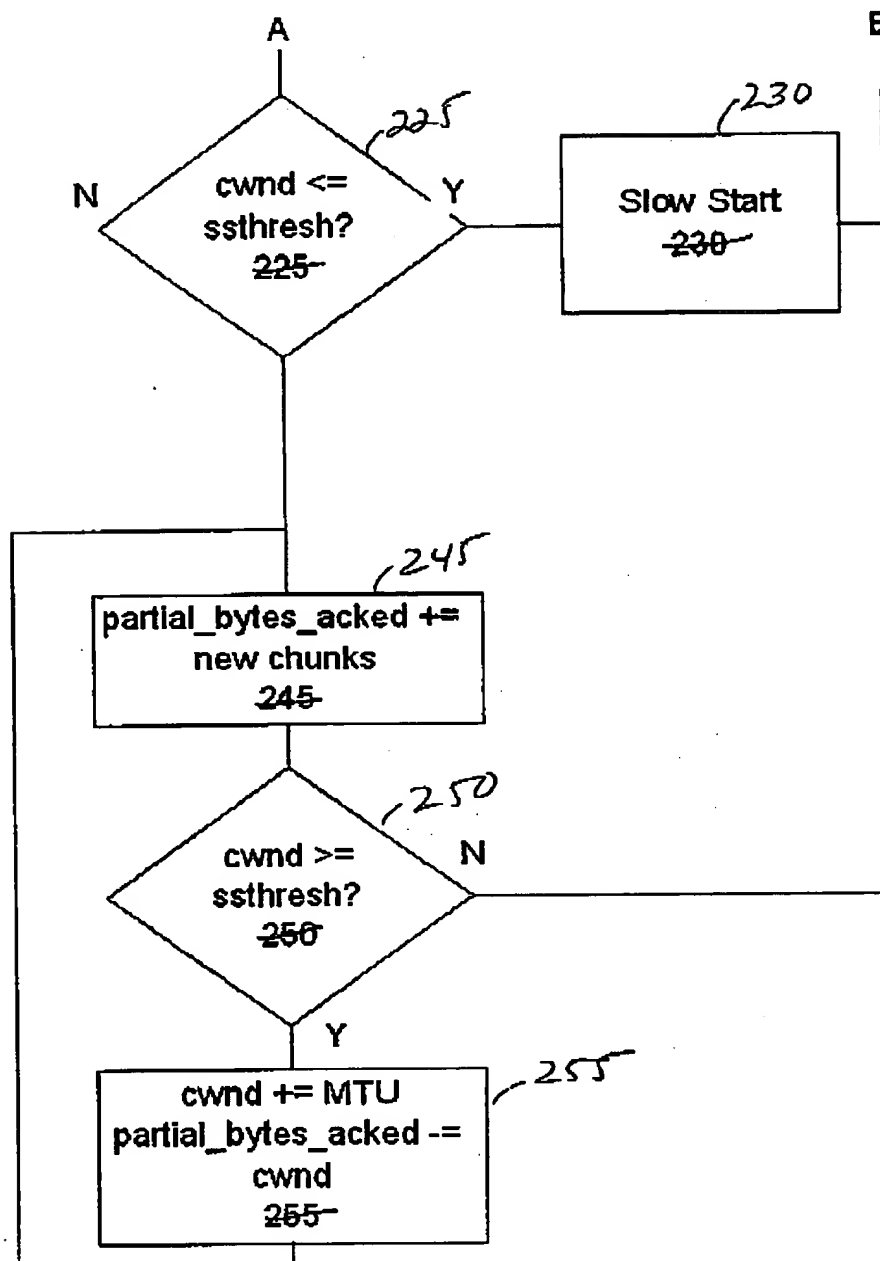 A
E
225
230
N
cwnd <=
ssthresh?
225
Y
Slow Start
230
245
partial_bytes_acked +=
new chunks
245
250
cwnd >=
ssthresh?
250
N
Y
255
cwnd += MTU
partial_bytes_acked -=
cwnd
255